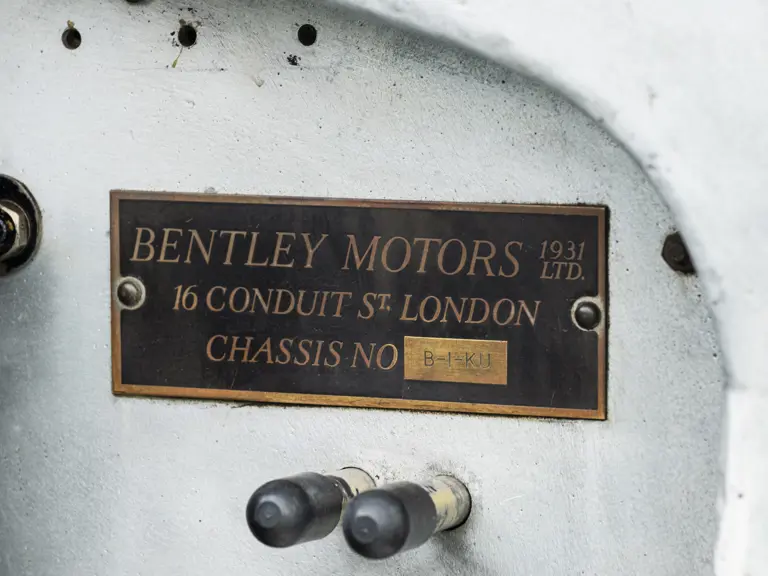 BENTLEY MOTORS 1931 LTD.
16 CONDUIT ST. LONDON
CHASSIS NO B-1-KU